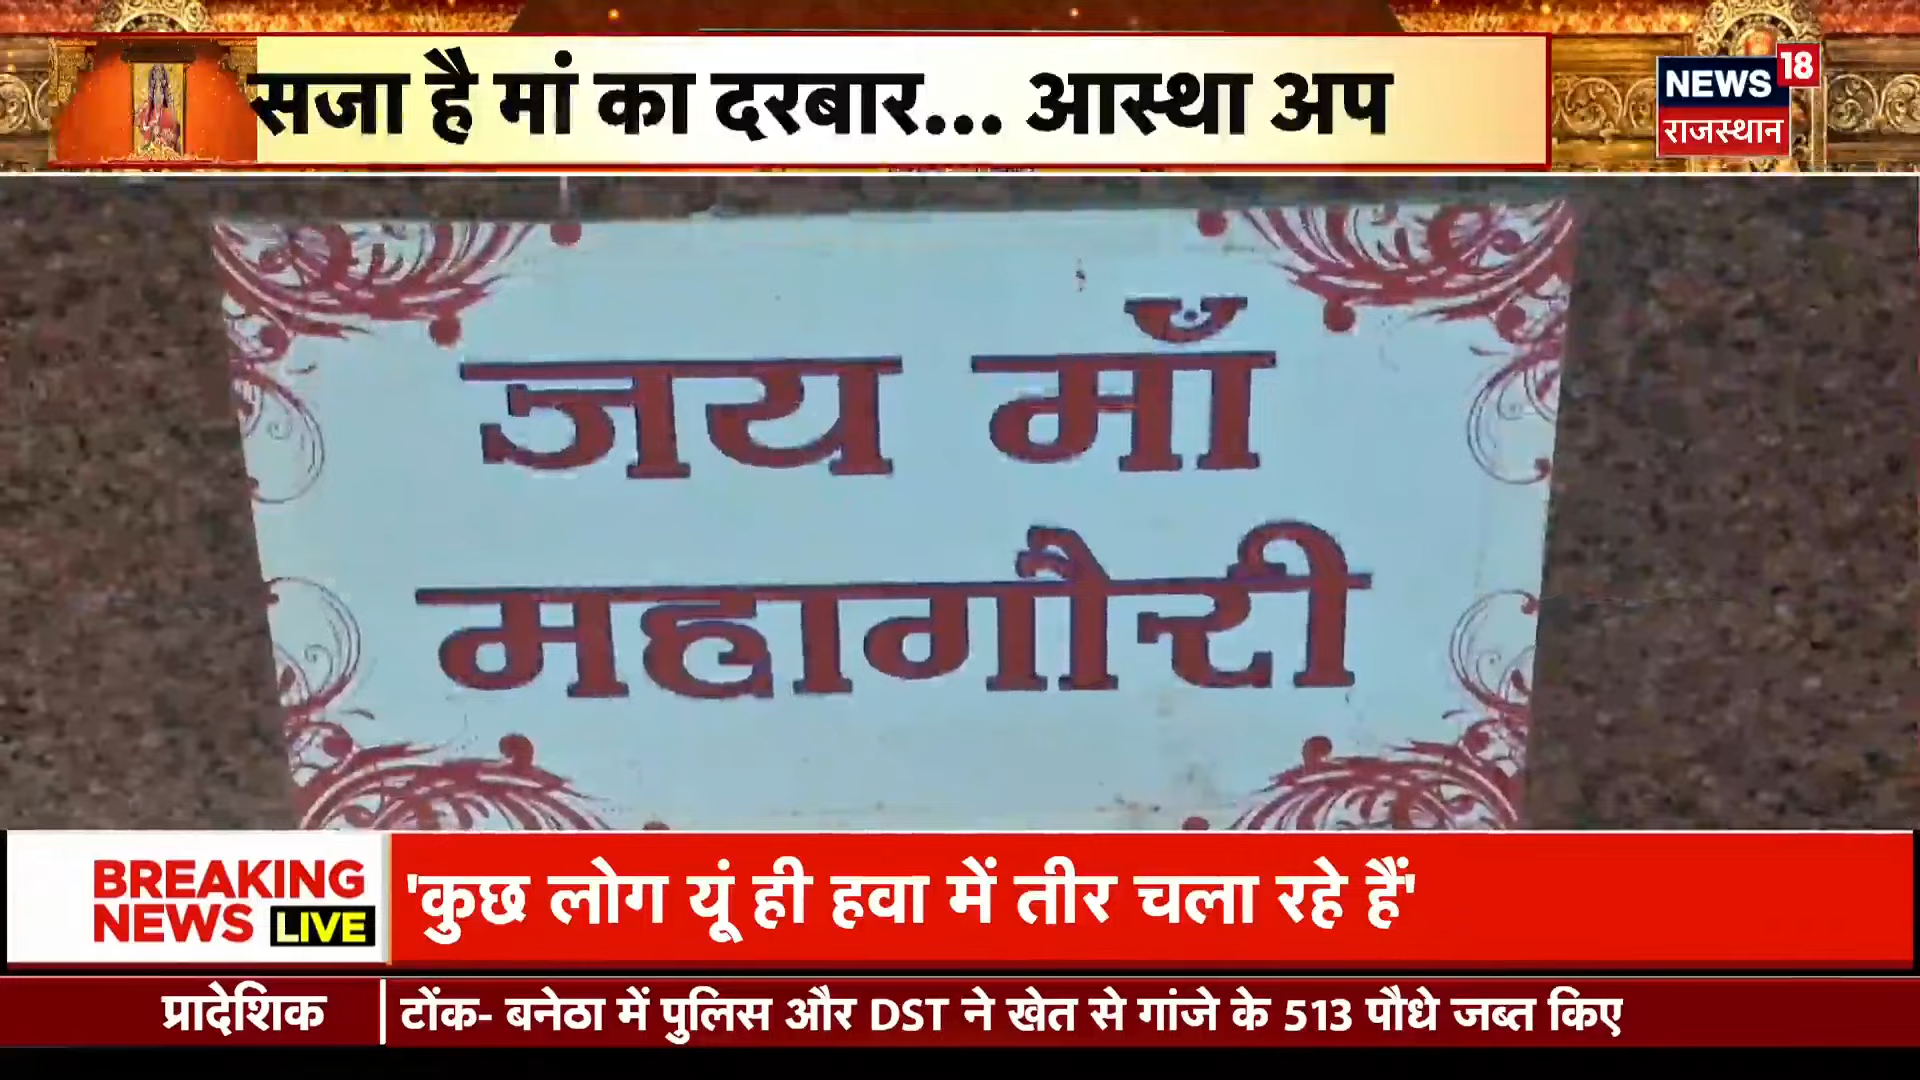 सजा है मां का दरबार... आस्था अप
NEWS 18
राजस्थान
जय माँ
महागौरी
BREAKING
NEWS LIVE
'कुछ लोग यूं ही हवा में तीर चला रहे हैं'
प्रादेशिक
टोंक- बनेठा में पुलिस और DST ने खेत से गांजे के 513 पौधे जब्त किए